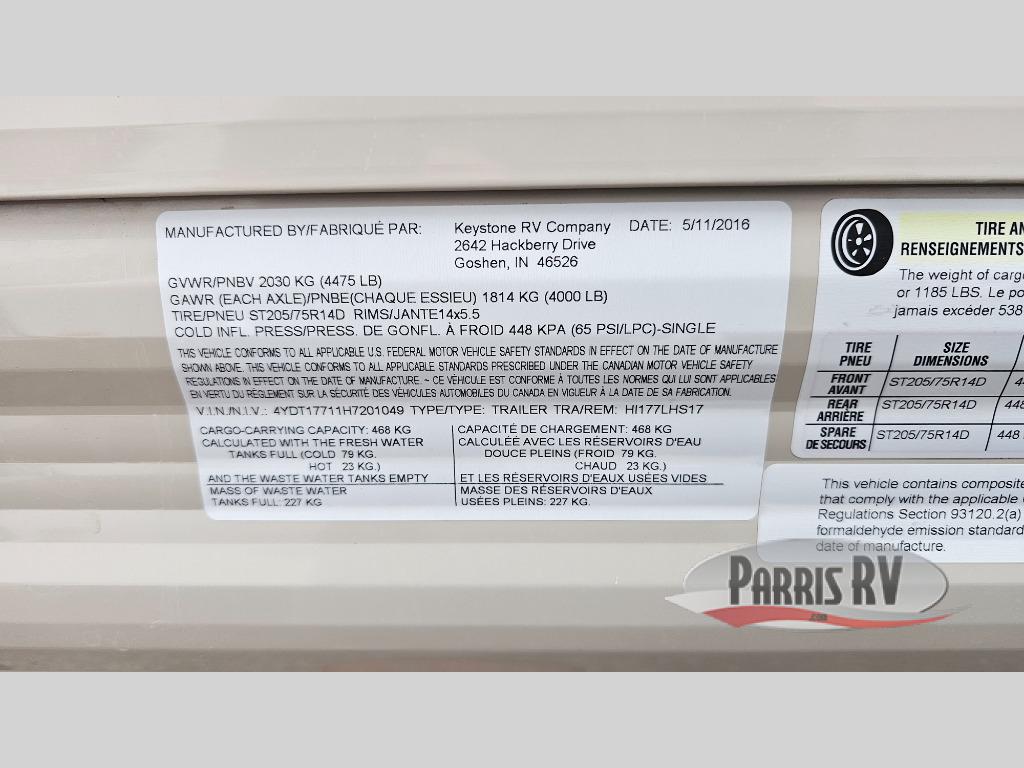 MANUFACTURED BY/FABRIQUÉ PAR: Keystone RV Company DATE: 5/11/2016
2642 Hackberry Drive
Goshen, IN 46526
GVWR/PNBV 2030 KG (4475 LB)
GAWR (EACH AXLE)/PNBE(CHAQUE ESSIEU) 1814 KG (4000 LB)
TIRE/PNEU ST205/75R14D RIMS/JANTE14x5.5
COLD INFL. PRESS/PRESS. DE GONFL. À FROID 448 KPA (65 PSI/LPC)-SINGLE
THIS VEHICLE CONFORMS TO ALL APPLICABLE U.S. FEDERAL MOTOR VEHICLE SAFETY STANDARDS IN EFFECT ON THE DATE OF MANUFACTURE
SHOWN ABOVE. THIS VEHICLE CONFORMS TO ALL APPLICABLE STANDARDS PRESCRIBED UNDER THE CANADIAN MOTOR VEHICLE SAFETY
REGULATIONS IN EFFECT ON THE DATE OF MANUFACTURE. ~ CE VÉHICULE EST CONFORME À TOUTES LES NORMES QUI LUI SONT APPLICABLES
EN VERTU DU RÈGLEMENT SUR LA SÉCURITÉ DES VÉHICULES AUTOMOBILES DU CANADA EN VIGUEUR À LA DATE DE SA FABRICATION.
V.I.N./N.I.V.: 4YDT17711H7201049 TYPE/TYPE: TRAILER TRA/REM: HI177LHS17
CARGO-CARRYING CAPACITY: 468 KG
CALCULATED WITH THE FRESH WATER
TANKS FULL (COLD 79 KG.
HOT 23 KG.)
AND THE WASTE WATER TANKS EMPTY
MASS OF WASTE WATER
TANKS FULL: 227 KG
CAPACITÉ DE CHARGEMENT: 468 KG
CALCULÉE AVEC LES RÉSERVOIRS D'EAU
DOUCE PLEINS (FROID 79 KG.
CHAUD 23 KG.)
ET LES RÉSERVOIRS D'EAU USÉES VIDES
MASSE DES RÉSERVOIRS D'EAUX
USÉES PLEINS: 227 KG.
TIRE AN
RENSEIGNEMENTS
The weight of cargo
or 1185 LBS. Le po
jamais excéder 538
TIRE SIZE
PNEU DIMENSIONS
FRONT ST205/75R14D 44
AVANT
REAR ST205/75R14D 448
ARRIÈRE
SPARE ST205/75R14D 448
DE SECOURS
This vehicle contains composite
that comply with the applicable
Regulations Section 93120.2(a)
formaldehyde emission standard
date of manufacture.
PARRIS RV
.com